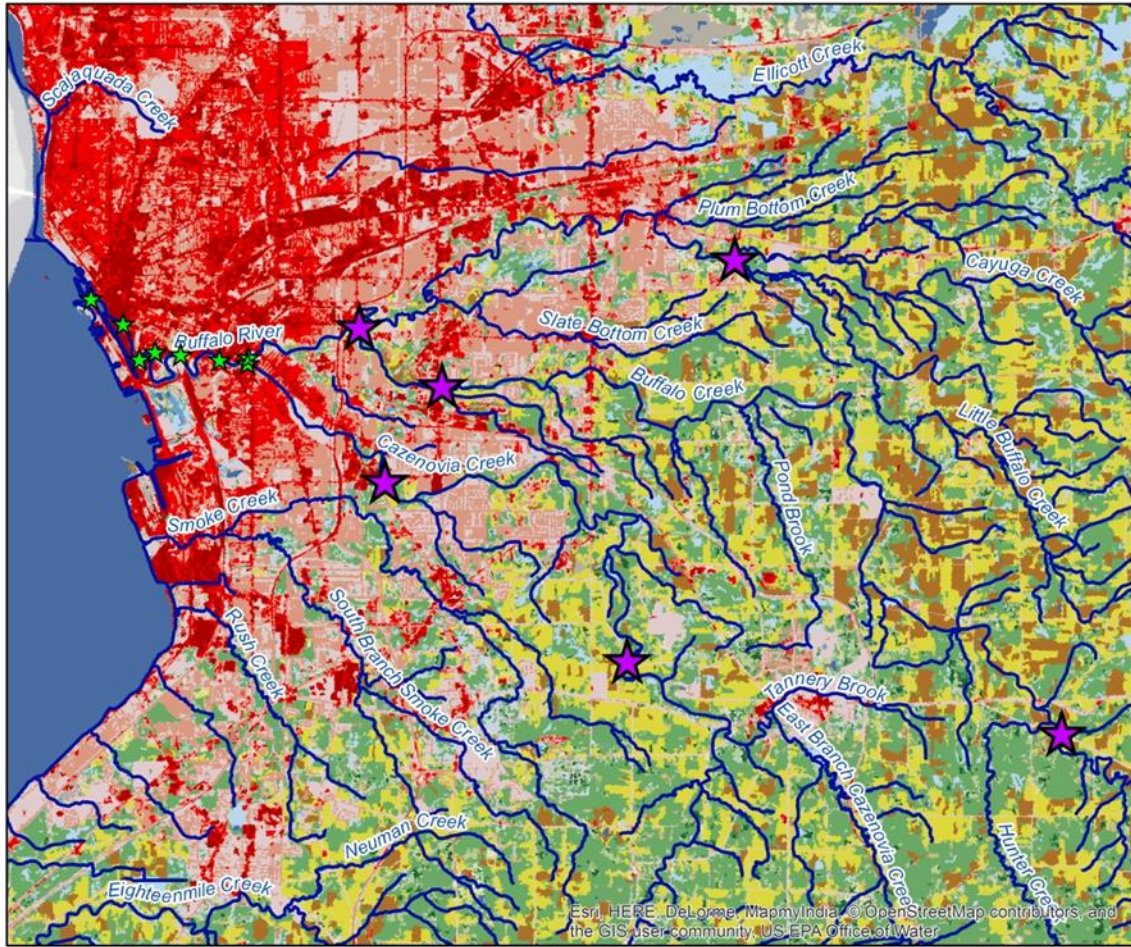 Scajaquada Creek
Ellicott Creek
Plum Bottom Creek
Cayuga Creek
Buffalo River
Slate Bottom Creek
Buffalo Creek
Little Buffalo Creek
Cazenovia Creek
Pond Brook
Smoke Creek
Rush Creek
South Branch Smoke Creek
Tannery Brook
East Branch Cazenovia Creek
Hunter Creek
Neuman Creek
Eighteenmile Creek
Esri, HERE, DeLorme, MapmyIndia, © OpenStreetMap contributors, and
the GIS user community, US EPA Office of Water